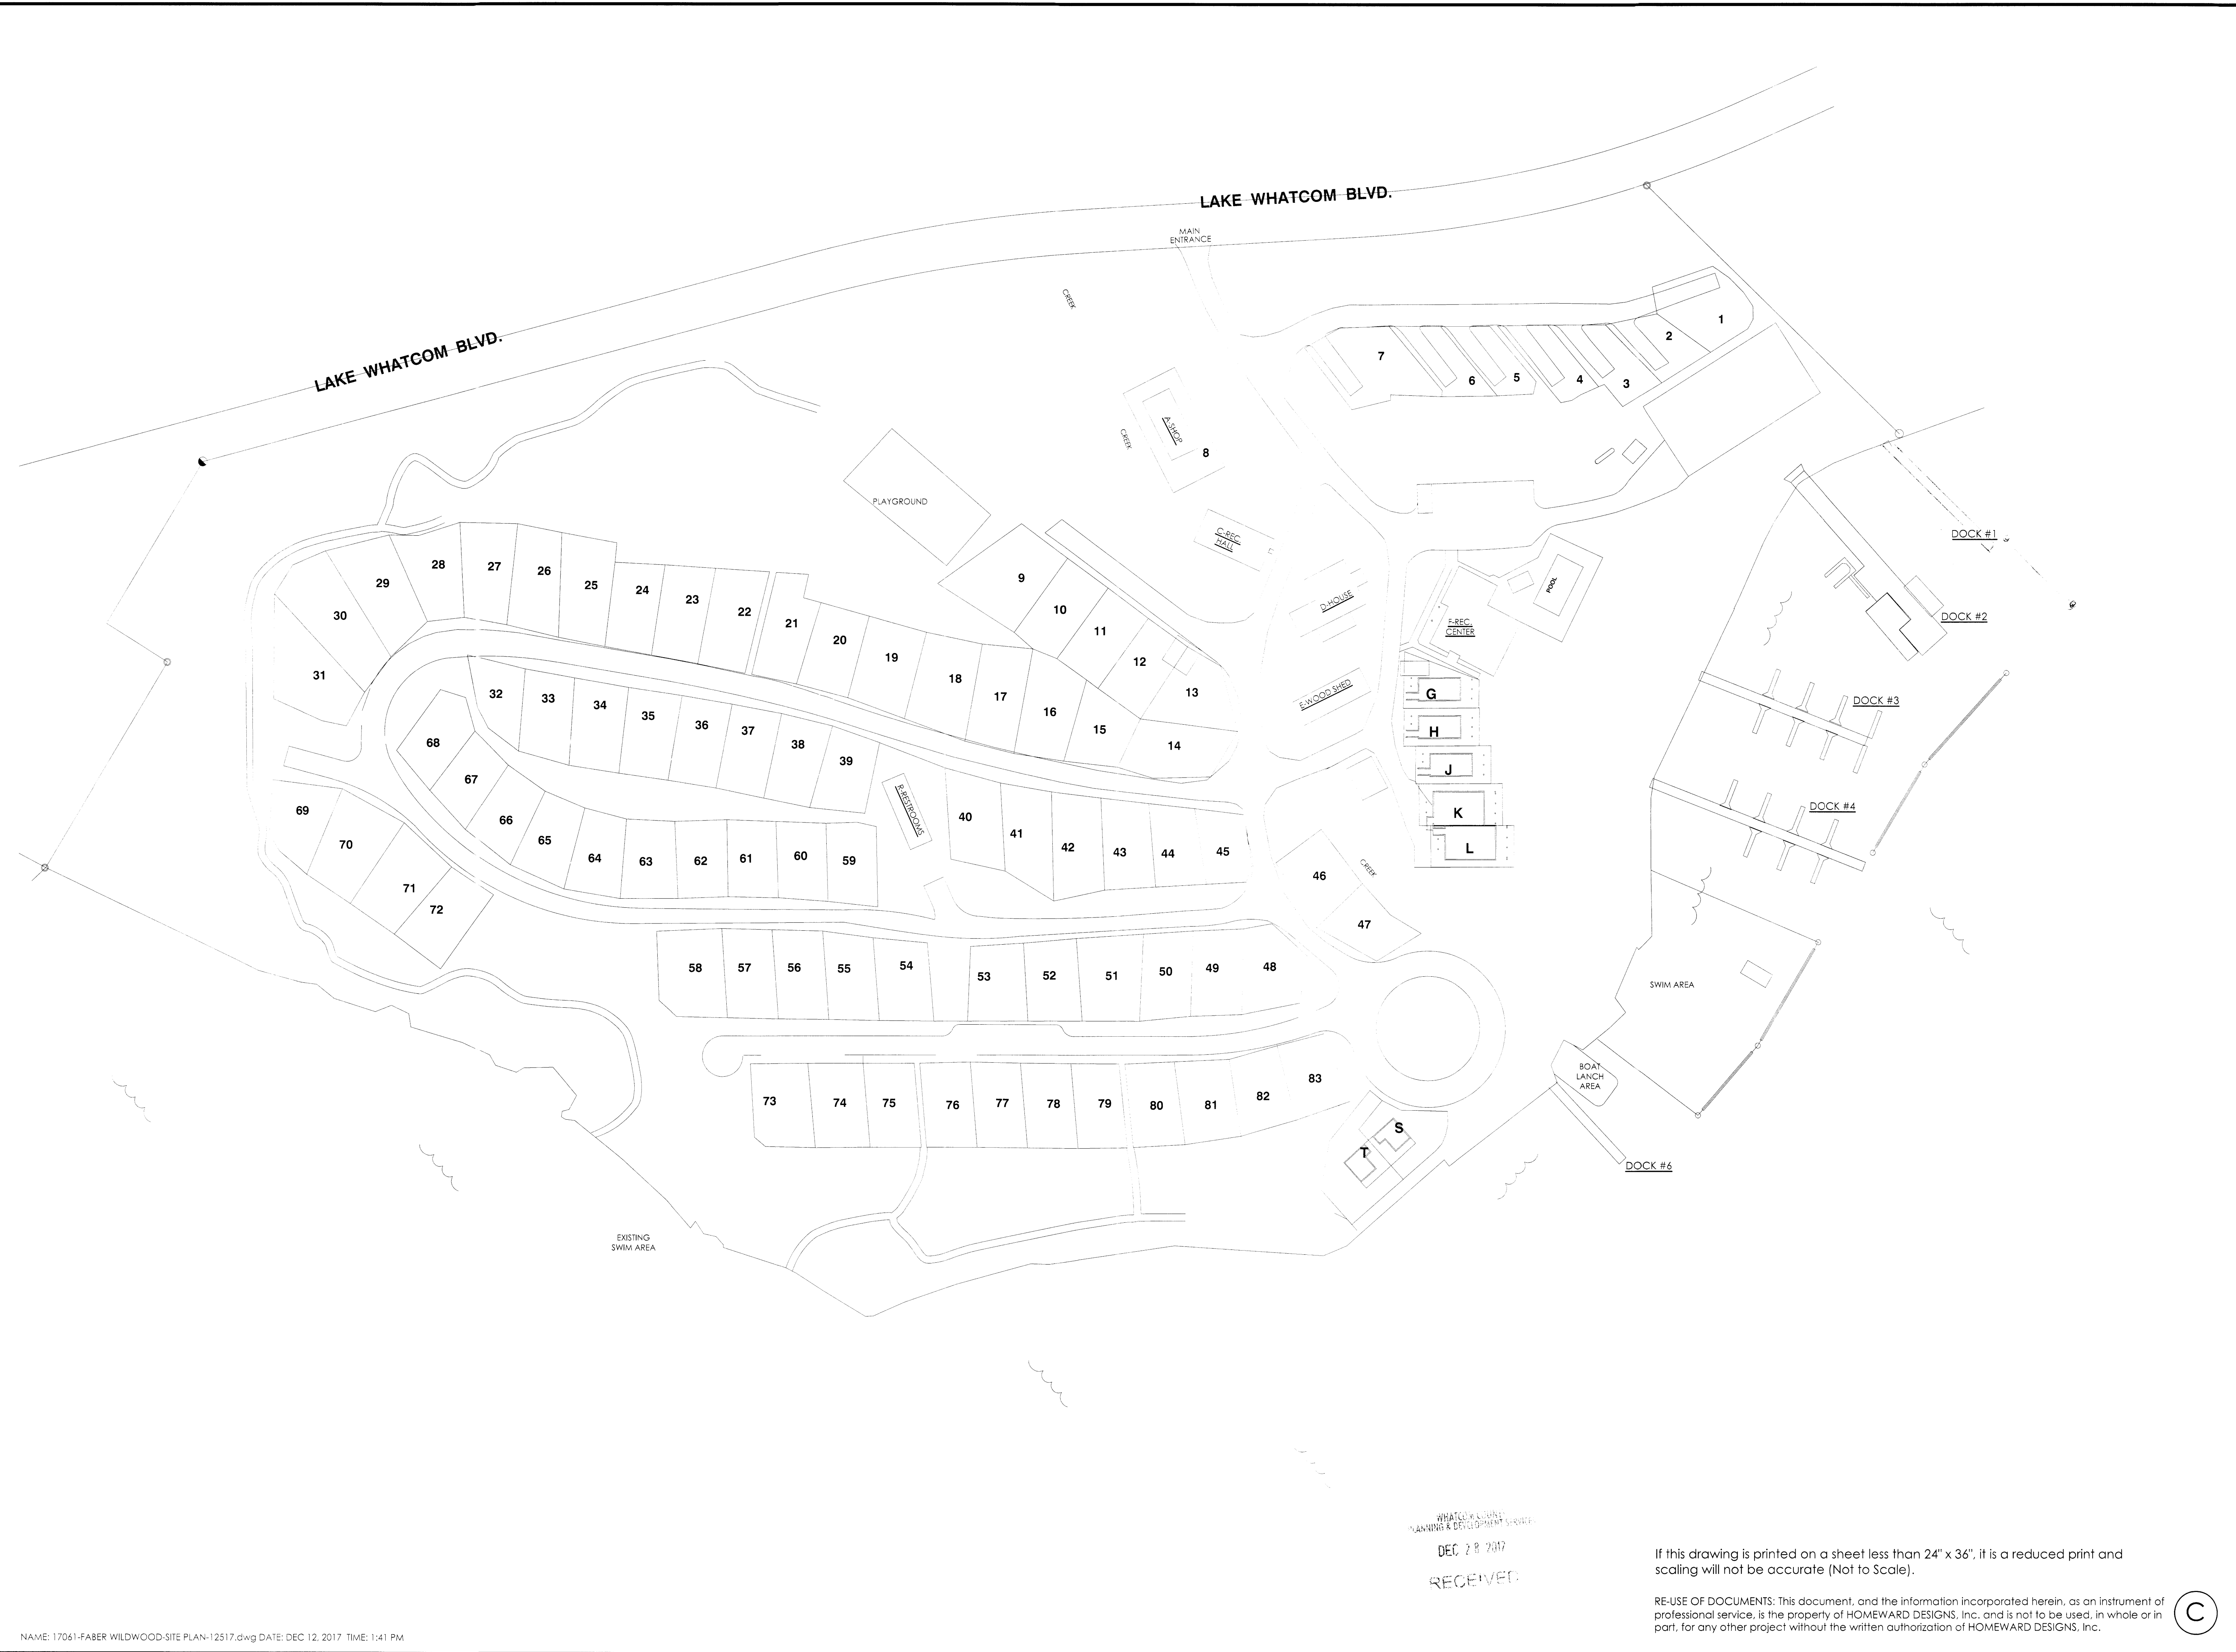 LAKE WHATCOM BLVD.
MAIN
ENTRANCE
CREEK
LAKE WHATCOM BLVD.
1
2
3
4
5
6
7
A-SHOP
CREEK
8
PLAYGROUND
C-REC.
HALL
DOCK #1
9
10
11
12
13
14
15
16
17
18
19
20
21
22
23
24
25
26
27
28
29
30
31
D-HOUSE
POOL
F-REC.
CENTER
DOCK #2
E-WOOD SHED
G
H
J
K
L
DOCK #3
DOCK #4
32
33
34
35
36
37
38
39
R-RESTROOMS
40
41
42
43
44
45
46
CREEK
47
68
67
66
65
64
63
62
61
60
59
69
70
71
72
58
57
56
55
54
53
52
51
50
49
48
SWIM AREA
BOAT
LANCH
AREA
73
74
75
76
77
78
79
80
81
82
83
S
T
DOCK #6
EXISTING
SWIM AREA
WHATCOM COUNTY
PLANNING & DEVELOPMENT SERVICES
DEC 28 2017
RECEIVED
If this drawing is printed on a sheet less than 24" x 36", it is a reduced print and
scaling will not be accurate (Not to Scale).
RE-USE OF DOCUMENTS: This document, and the information incorporated herein, as an instrument of
professional service, is the property of HOMEWARD DESIGNS, Inc. and is not to be used, in whole or in
part, for any other project without the written authorization of HOMEWARD DESIGNS, Inc.
C
NAME: 17061-FABER WILDWOOD-SITE PLAN-12517.dwg DATE: DEC 12, 2017 TIME: 1:41 PM